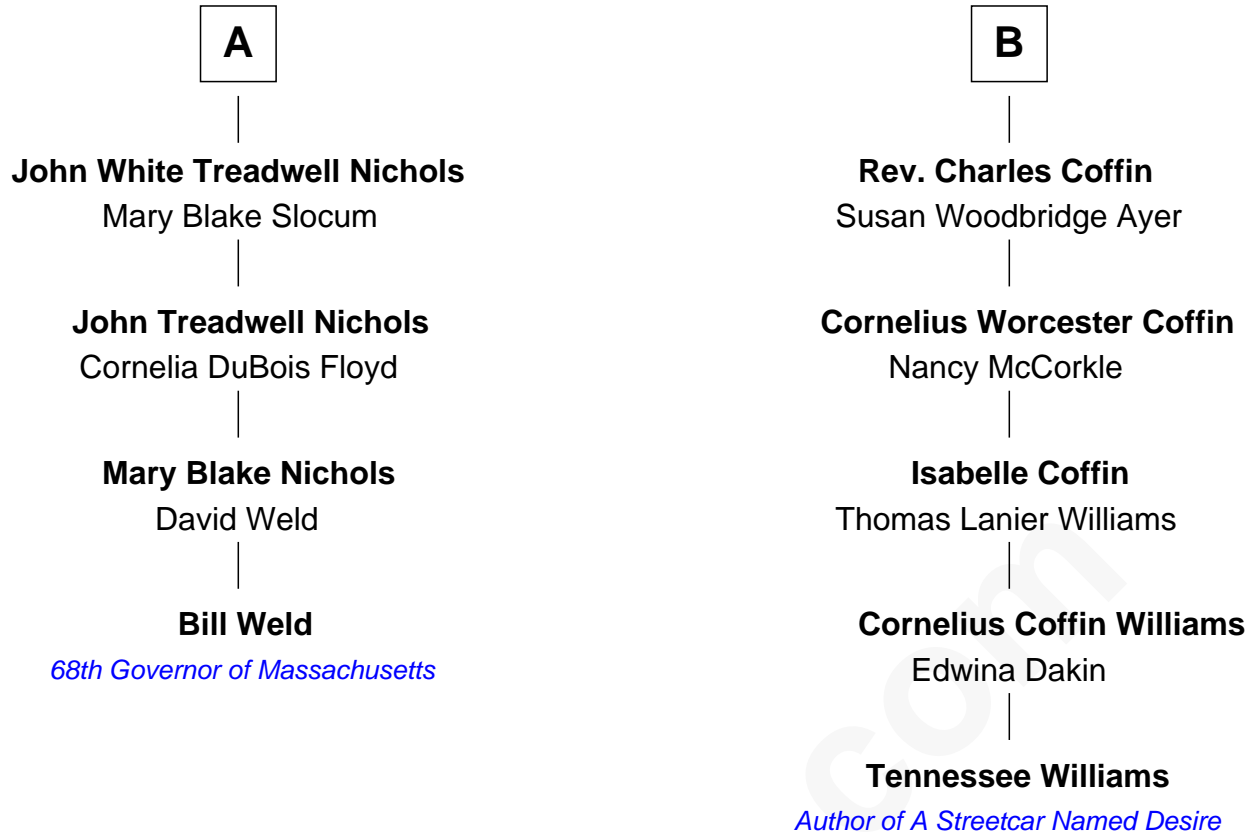 A
John White Treadwell Nichols
Mary Blake Slocum
John Treadwell Nichols
Cornelia DuBois Floyd
Mary Blake Nichols
David Weld
Bill Weld
68th Governor of Massachusetts
B
Rev. Charles Coffin
Susan Woodbridge Ayer
Cornelius Worcester Coffin
Nancy McCorkle
Isabelle Coffin
Thomas Lanier Williams
Cornelius Coffin Williams
Edwina Dakin
Tennessee Williams
Author of A Streetcar Named Desire
com